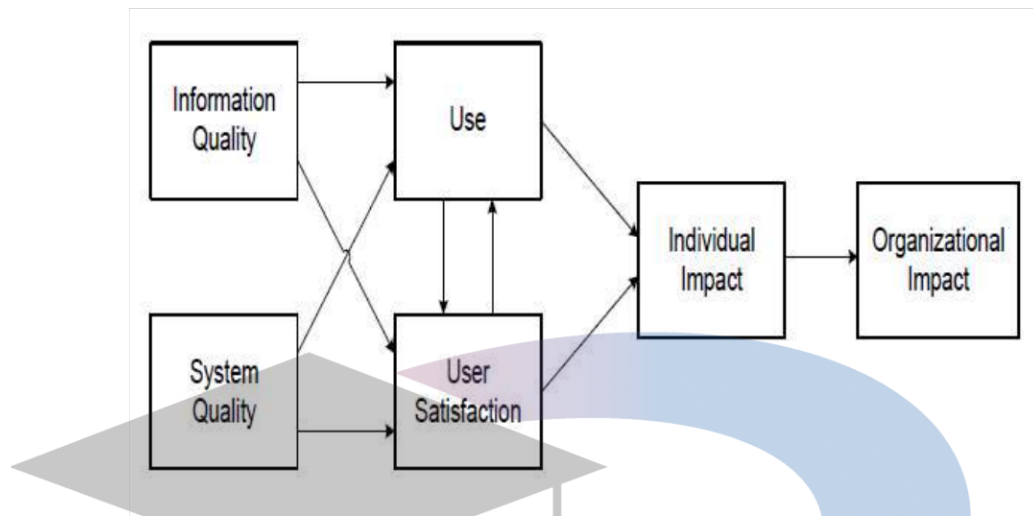 Information
Quality
Use
Individual
Impact
Organizational
Impact
System
Quality
User
Satisfaction